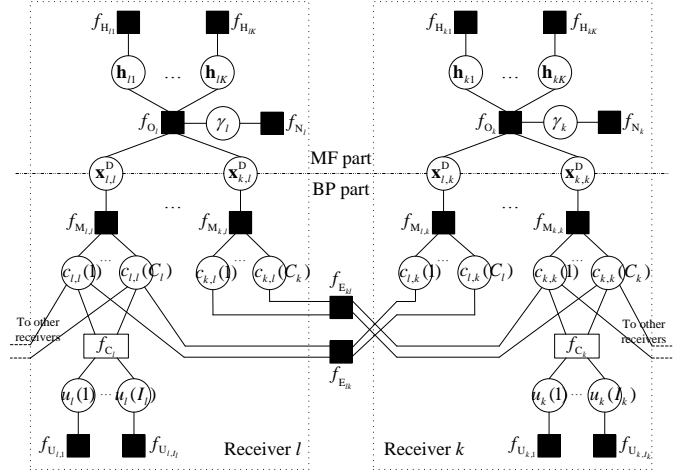 f_{H_{l1}} f_{H_{lK}} f_{H_{k1}} f_{H_{kK}}
h_{l1} ... h_{lK} h_{k1} ... h_{kK}
f_{O_l} γ_l f_{N_l} f_{O_k} γ_k f_{N_k}
MF part
x^D_{l,l} x^D_{k,l} x^D_{l,k} x^D_{k,k}
BP part
f_{M_{l,l}} ... f_{M_{k,l}} f_{M_{l,k}} ... f_{M_{k,k}}
c_{l,l}(1) ... c_{l,l}(C_l) c_{k,l}(1) ... c_{k,l}(C_k) f_{E_{kl}} c_{l,k}(1) ... c_{l,k}(C_l) c_{k,k}(1) ... c_{k,k}(C_k)
To other
receivers
To other
receivers
f_{C_l} f_{E_{lk}} f_{C_k}
u_l(1) ... u_l(I_l) u_k(1) ... u_k(I_k)
f_{U_{l,1}} f_{U_{l,I_l}} Receiver l Receiver k f_{U_{k,1}} f_{U_{k,I_k}}